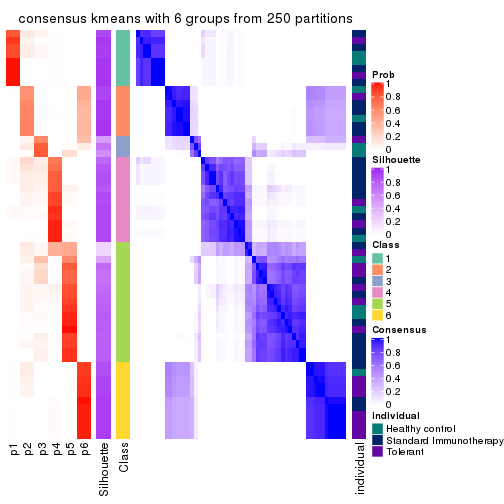 consensus kmeans with 6 groups from 250 partitions
Prob
1
0.8
0.6
0.4
0.2
0
Silhouette
1
0.8
0.6
0.4
0.2
0
Class
1
2
3
4
5
6
Consensus
1
0.8
0.6
0.4
0.2
0
individual
Healthy control
Standard Immunotherapy
Tolerant
p1
p2
p3
p4
p5
p6
Silhouette
Class
individual